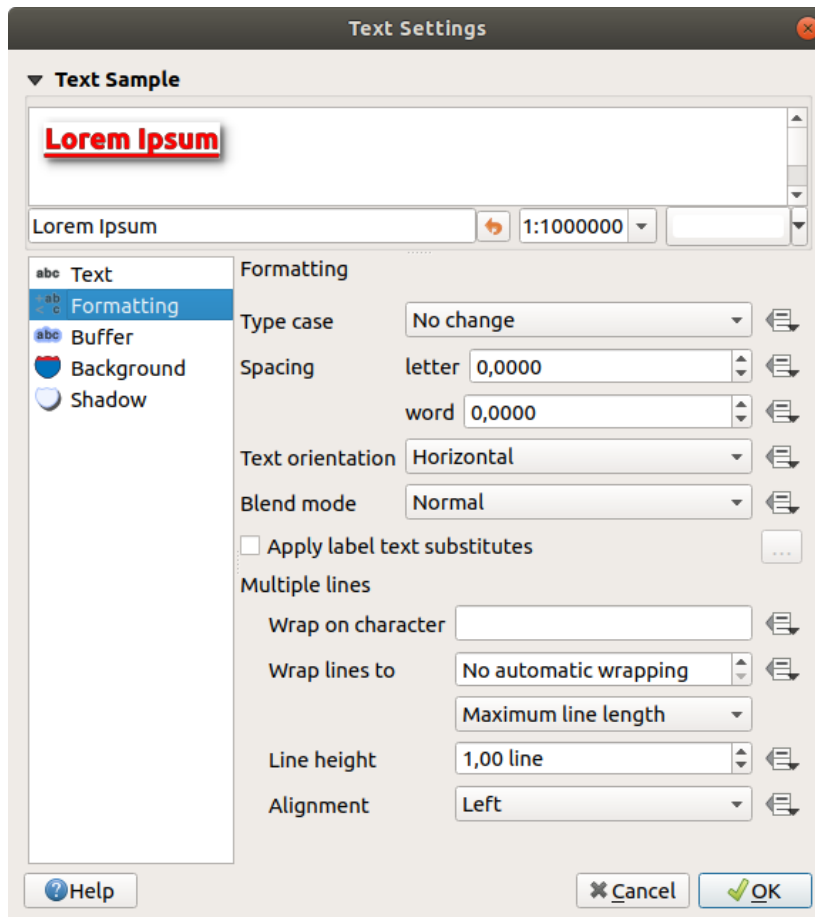 Text Settings
Text Sample
Lorem Ipsum
Lorem Ipsum 1:1000000
abc Text
Formatting
Buffer
Background
Shadow
Formatting
Type case No change
Spacing letter 0,0000
word 0,0000
Text orientation Horizontal
Blend mode Normal
Apply label text substitutes ...
Multiple lines
Wrap on character
Wrap lines to No automatic wrapping
Maximum line length
Line height 1,00 line
Alignment Left
Help Cancel OK